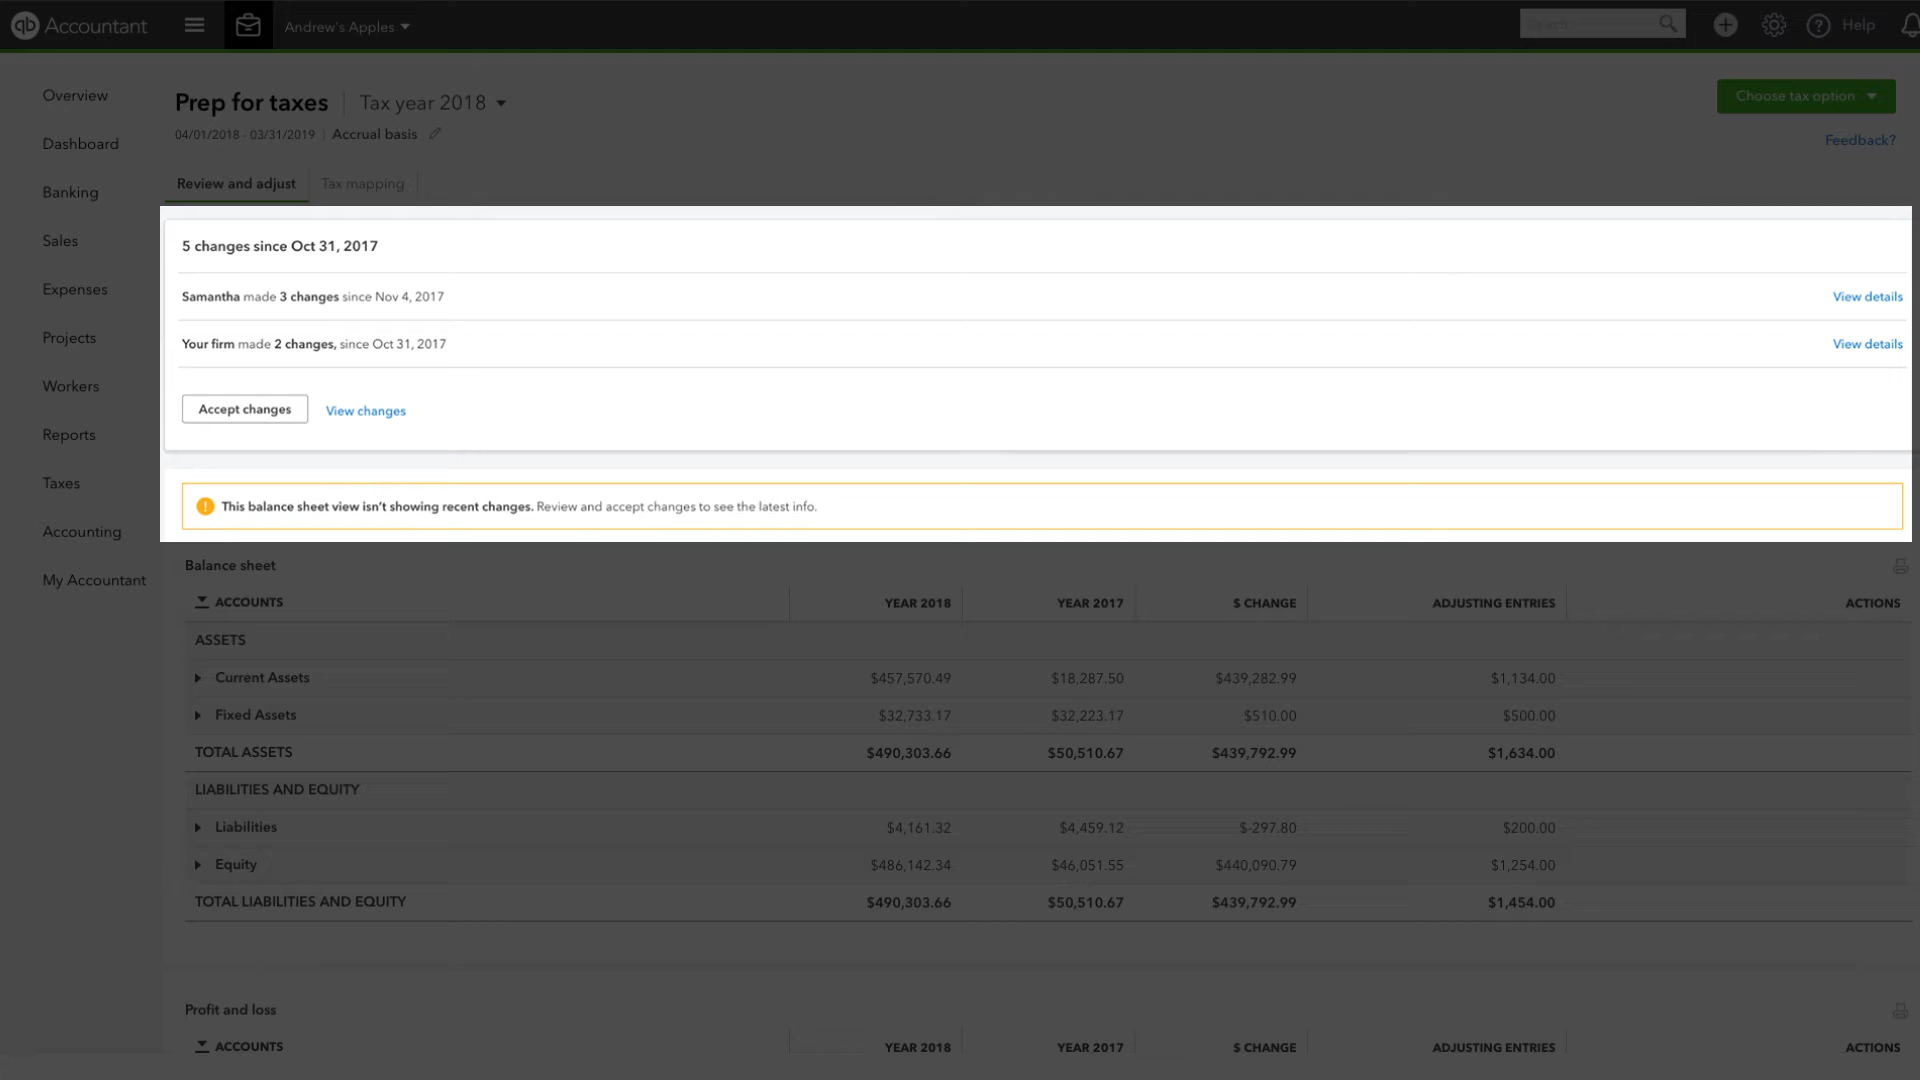 qb Accountant
Andrew's Apples
Search
Help
Overview
Dashboard
Banking
Sales
Expenses
Projects
Workers
Reports
Taxes
Accounting
My Accountant
Prep for taxes | Tax year 2018
Choose tax option
04/01/2018 - 03/31/2019 | Accrual basis
Feedback?
Review and adjust
Tax mapping
5 changes since Oct 31, 2017
Samantha made 3 changes since Nov 4, 2017 View details
Your firm made 2 changes, since Oct 31, 2017 View details
Accept changes View changes
! This balance sheet view isn't showing recent changes. Review and accept changes to see the latest info.
Balance sheet
ACCOUNTS YEAR 2018 YEAR 2017 $ CHANGE ADJUSTING ENTRIES ACTIONS
ASSETS
Current Assets $457,570.49 $18,287.50 $439,282.99 $1,134.00
Fixed Assets $32,733.17 $32,223.17 $510.00 $500.00
TOTAL ASSETS $490,303.66 $50,510.67 $439,792.99 $1,634.00
LIABILITIES AND EQUITY
Liabilities $4,161.32 $4,459.12 $-297.80 $200.00
Equity $486,142.34 $46,051.55 $440,090.79 $1,254.00
TOTAL LIABILITIES AND EQUITY $490,303.66 $50,510.67 $439,792.99 $1,454.00
Profit and loss
ACCOUNTS YEAR 2018 YEAR 2017 $ CHANGE ADJUSTING ENTRIES ACTIONS